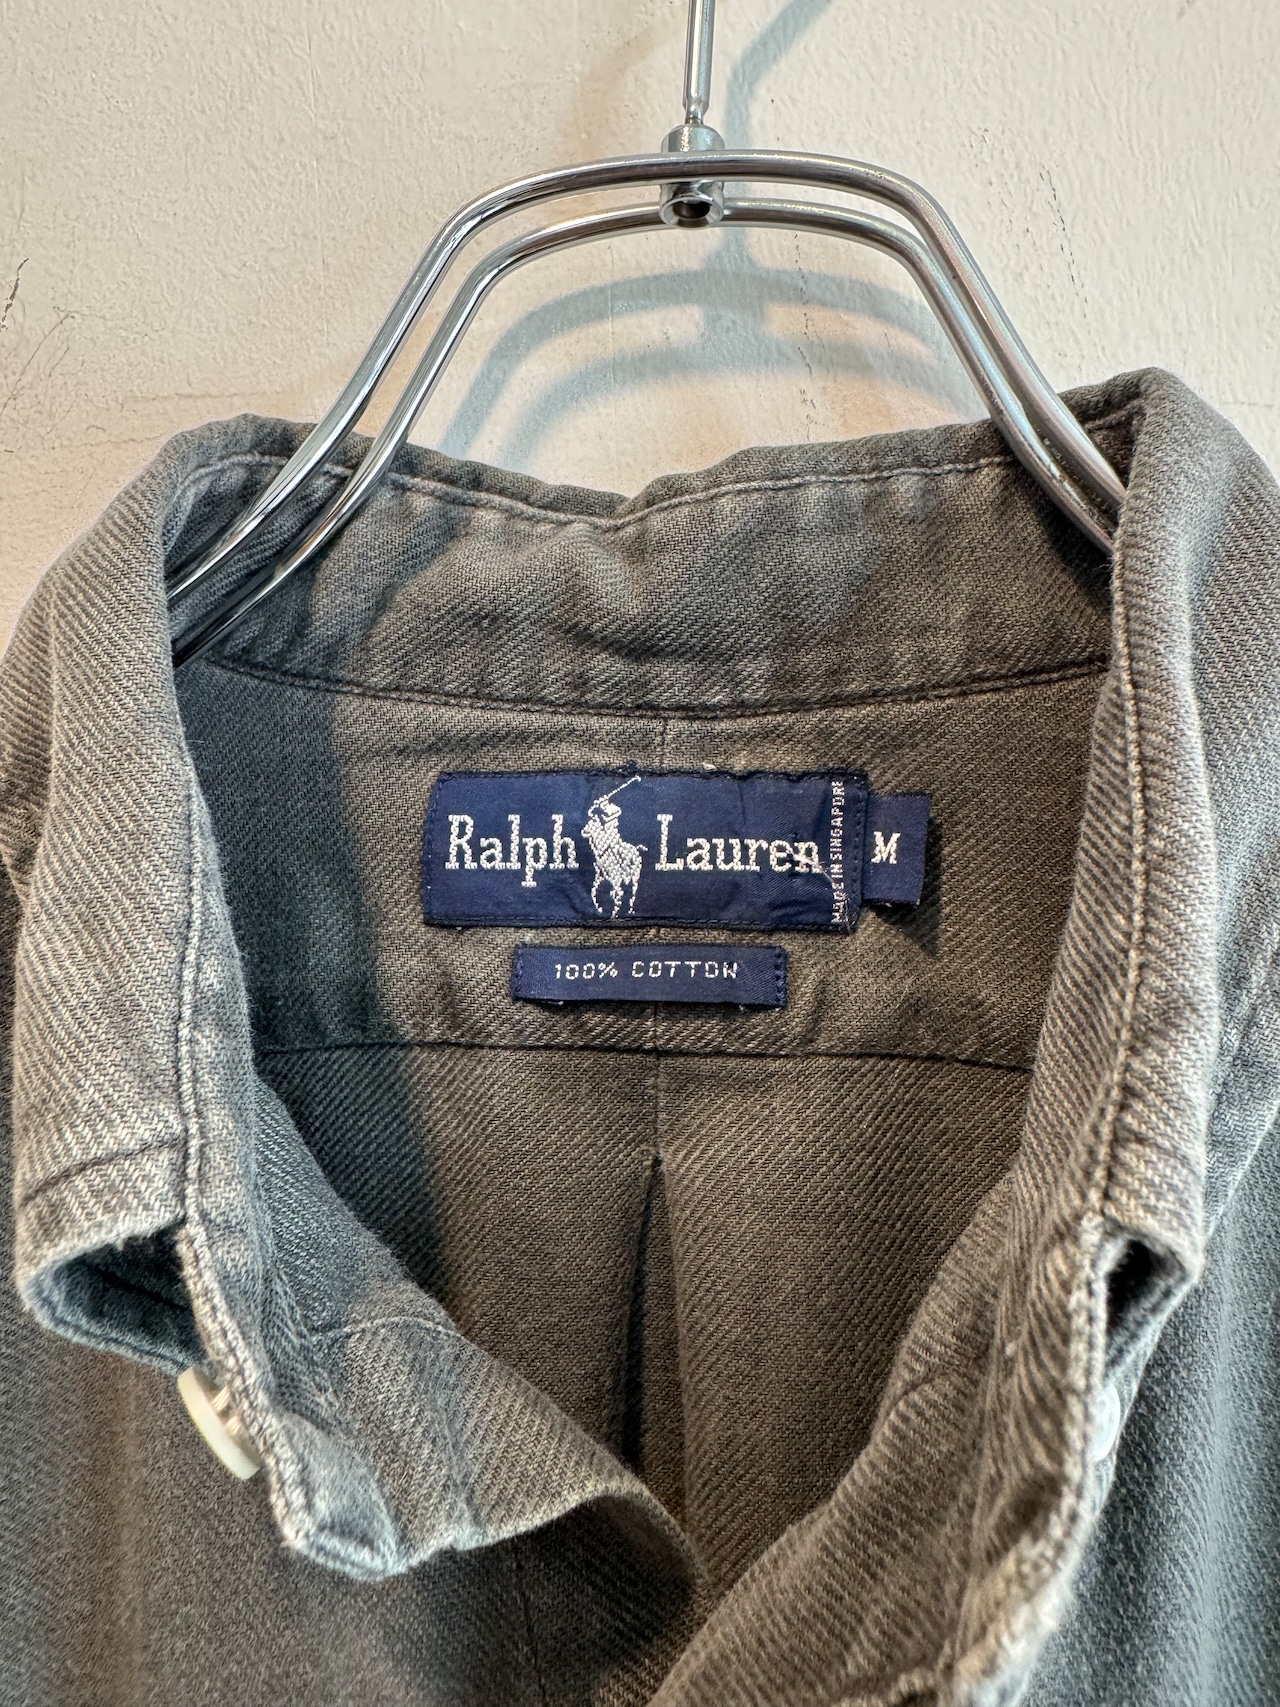 Ralph Lauren
MADE IN SINGAPORE
M
100% COTTON